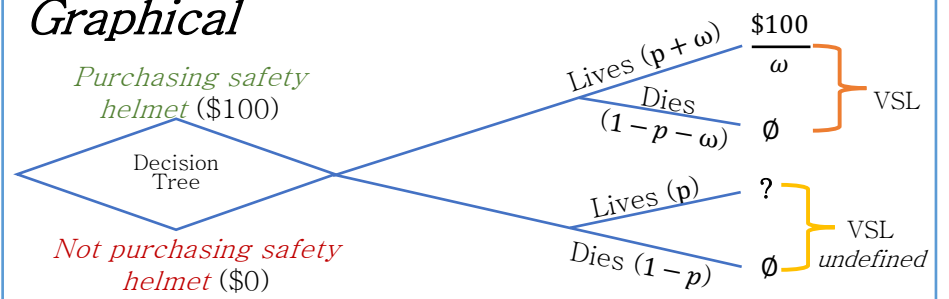 Graphical
Purchasing safety
helmet ($100)
Decision
Tree
Not purchasing safety
helmet ($0)
Lives (p + ω)
Dies
(1 − p − ω)
$100
ω
∅
VSL
Lives (p)
Dies (1 − p)
?
∅
VSL
undefined